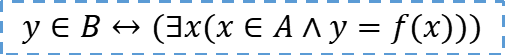 𝑦 ∈ 𝐵 ↔ (∃𝑥(𝑥 ∈ 𝐴 ∧ 𝑦 = 𝑓(𝑥)))